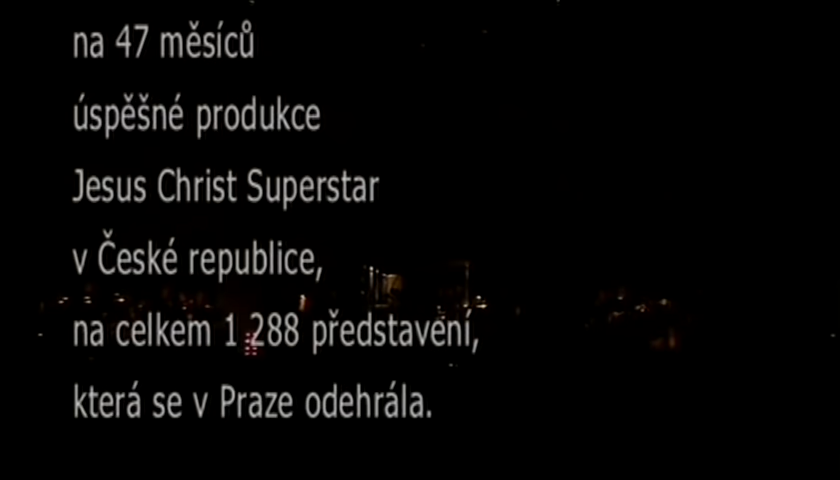 na 47 měsíců
úspěšné produkce
Jesus Christ Superstar
v České republice,
na celkem 1 288 představení,
která se v Praze odehrála.